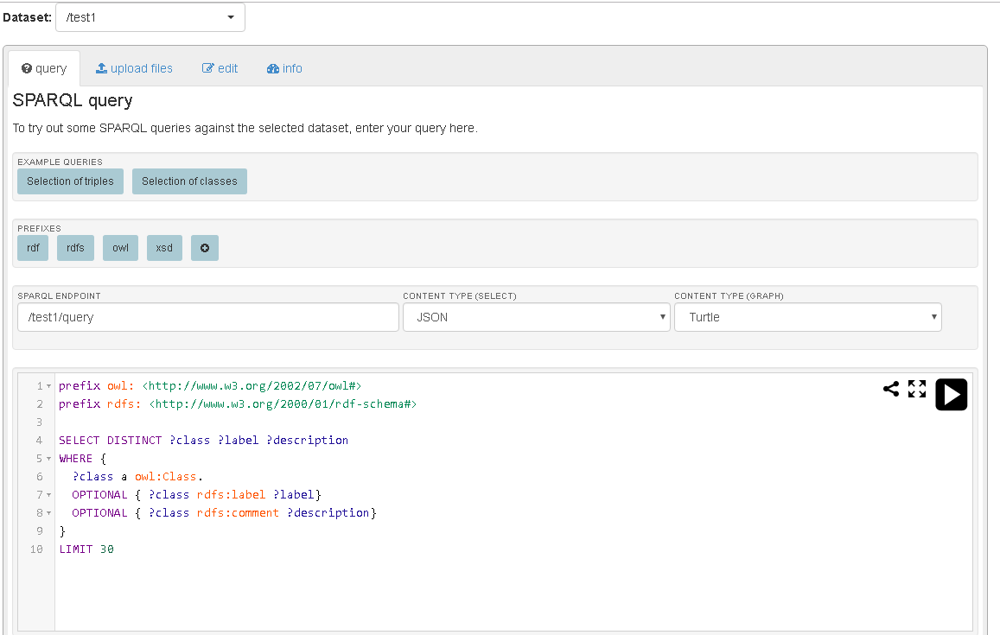 Dataset: /test1
query upload files edit info
SPARQL query
To try out some SPARQL queries against the selected dataset, enter your query here.
EXAMPLE QUERIES
Selection of triples Selection of classes
PREFIXES
rdf rdfs owl xsd
SPARQL ENDPOINT CONTENT TYPE (SELECT) CONTENT TYPE (GRAPH)
/test1/query JSON Turtle
1 prefix owl: <http://www.w3.org/2002/07/owl#>
2 prefix rdfs: <http://www.w3.org/2000/01/rdf-schema#>
3
4 SELECT DISTINCT ?class ?label ?description
5 WHERE {
6 ?class a owl:Class.
7 OPTIONAL { ?class rdfs:label ?label}
8 OPTIONAL { ?class rdfs:comment ?description}
9 }
10 LIMIT 30